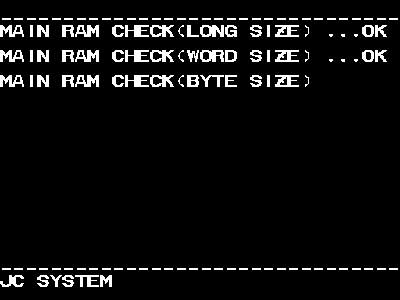 MAIN RAM CHECK(LONG SIZE) ...OK
MAIN RAM CHECK(WORD SIZE) ...OK
MAIN RAM CHECK(BYTE SIZE)
JC SYSTEM